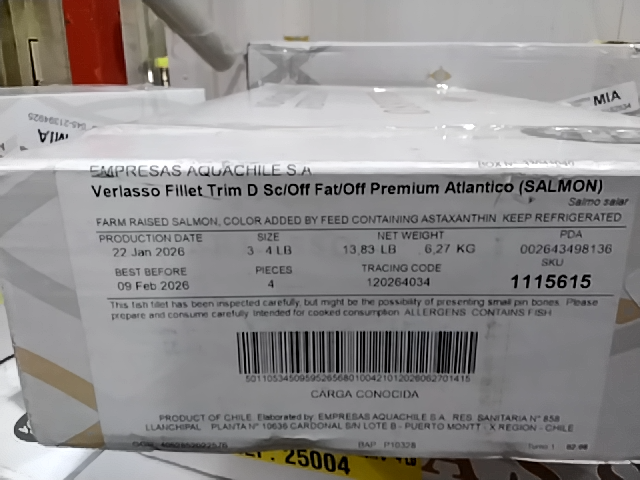 MIA
045-21394925
MIA
EMPRESAS AQUACHILE S.A
Verlasso Fillet Trim D Sc/Off Fat/Off Premium Atlantico (SALMON)
Salmo salar
FARM RAISED SALMON, COLOR ADDED BY FEED CONTAINING ASTAXANTHIN. KEEP REFRIGERATED
PRODUCTION DATE SIZE NET WEIGHT PDA
22 Jan 2026 3 - 4 LB 13,83 LB 6,27 KG 002643498136
BEST BEFORE PIECES TRACING CODE SKU
09 Feb 2026 4 120264034 1115615
This fish fillet has been inspected carefully, but might be the possibility of presenting small pin bones. Please
prepare and consume carefully. Intended for cooked consumption. ALLERGENS: CONTAINS FISH
CARGA CONOCIDA
PRODUCT OF CHILE. Elaborated by: EMPRESAS AQUACHILE S.A. RES. SANITARIA N° 858
LLANCHIPAL PLANTA N° 10636 CARDONAL S/N LOTE B - PUERTO MONTT - X REGION - CHILE
BAP P10328 Turno 1
25004